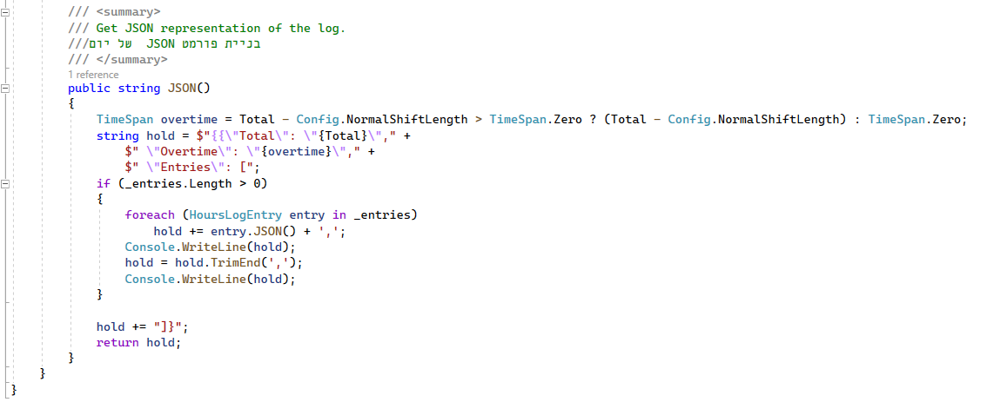 /// <summary>
/// Get JSON representation of the log.
///בניית פורמט JSON  של יום
/// </summary>
1 reference
public string JSON()
{
TimeSpan overtime = Total - Config.NormalShiftLength > TimeSpan.Zero ? (Total - Config.NormalShiftLength) : TimeSpan.Zero;
string hold = $"{{\"Total\": \"{Total}\"," +
$" \"Overtime\": \"{overtime}\"," +
$" \"Entries\": [";
if (_entries.Length > 0)
{
foreach (HoursLogEntry entry in _entries)
hold += entry.JSON() + ',';
Console.WriteLine(hold);
hold = hold.TrimEnd(',');
Console.WriteLine(hold);
}
hold += "]}";
return hold;
}
}
}